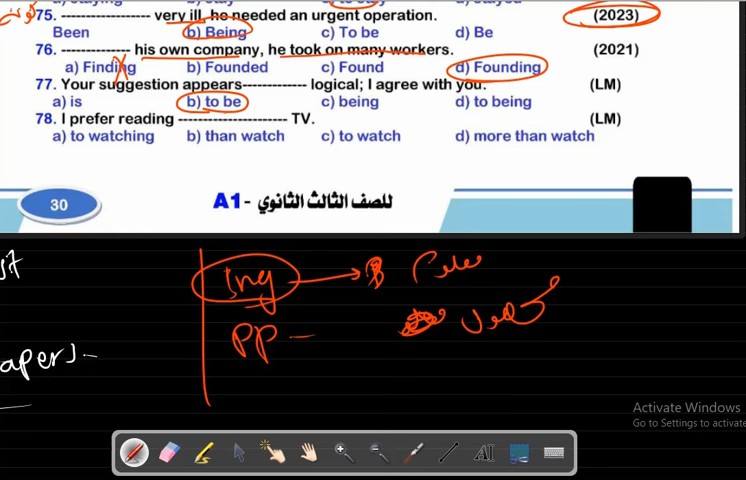 75. ------------------ very ill, he needed an urgent operation. (2023)
Been b) Being c) To be d) Be
76. -------------- his own company, he took on many workers. (2021)
a) Finding b) Founded c) Found d) Founding
77. Your suggestion appears------------- logical; I agree with you. (LM)
a) is b) to be c) being d) to being
78. I prefer reading ---------------------- TV. (LM)
a) to watching b) than watch c) to watch d) more than watch
30
A1- للصف الثالث الثانوي
Ing
PP -
apers.
Activate Windows
Go to Settings to activate
AI